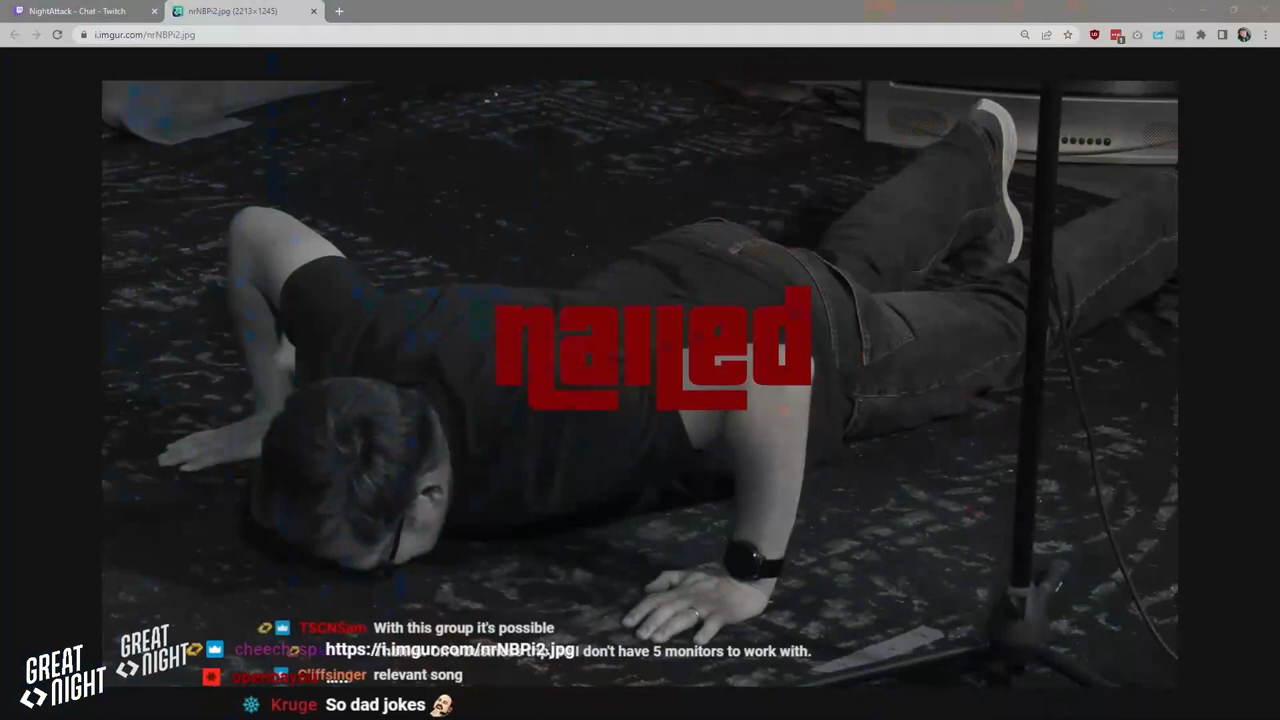 NightAttack - Chat - Twitch
nrNBPi2.jpg (2213×1245)
i.imgur.com/nrNBPi2.jpg
nailed
TSCNSam With this group it's possible
https://i.imgur.com/nrNBPi2.jpg
I don't have 5 monitors to work with.
Cliffsinger relevant song
Kruge So dad jokes
GREAT
NIGHT
GREAT
NIGHT